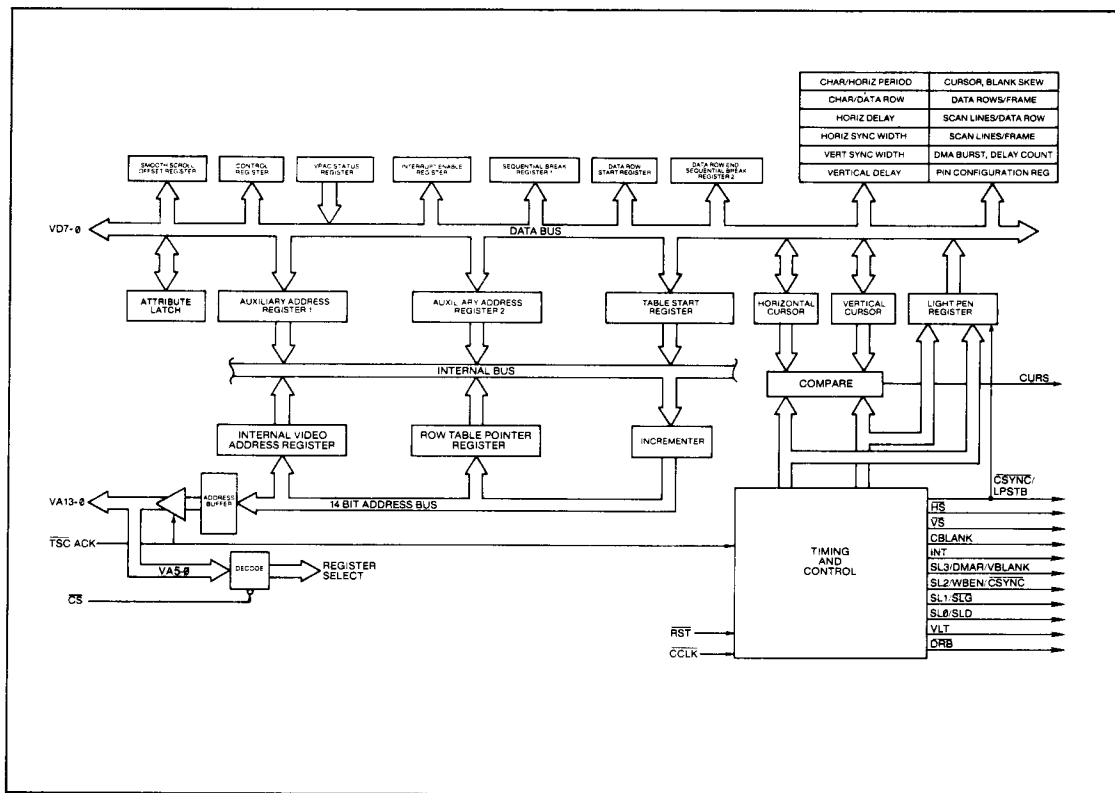 CHAR/HORIZ PERIOD
CURSOR, BLANK SKEW
CHAR/DATA ROW
DATA ROWS/FRAME
HORIZ DELAY
SCAN LINES/DATA ROW
HORIZ SYNC WIDTH
SCAN LINES/FRAME
VERT SYNC WIDTH
DMA BURST, DELAY COUNT
VERTICAL DELAY
PIN CONFIGURATION REG
SMOOTH SCROLL
OFFSET REGISTER
CONTROL
REGISTER
VPAC STATUS
REGISTER
INTERRUPT ENABLE
REGISTER
SEQUENTIAL BREAK
REGISTER 1
DATA ROW
START REGISTER
DATA ROW END
SEQUENTIAL BREAK
REGISTER 2
VD7-0
DATA BUS
ATTRIBUTE
LATCH
AUXILIARY ADDRESS
REGISTER 1
AUXILIARY ADDRESS
REGISTER 2
TABLE START
REGISTER
HORIZONTAL
CURSOR
VERTICAL
CURSOR
LIGHT PEN
REGISTER
INTERNAL BUS
COMPARE
CURS
INTERNAL VIDEO
ADDRESS REGISTER
ROW TABLE POINTER
REGISTER
INCREMENTER
VA13-0
ADDRESS
BUFFER
14 BIT ADDRESS BUS
TSC ACK
VA5-0
DECODE
REGISTER
SELECT
CS
TIMING
AND
CONTROL
RST
CCLK
CSYNC/
LPSTB
HS
VS
CBLANK
INT
SL3/DMAR/VBLANK
SL2/WBEN/CSYNC
SL1/SLG
SL0/SLD
VLT
DRB